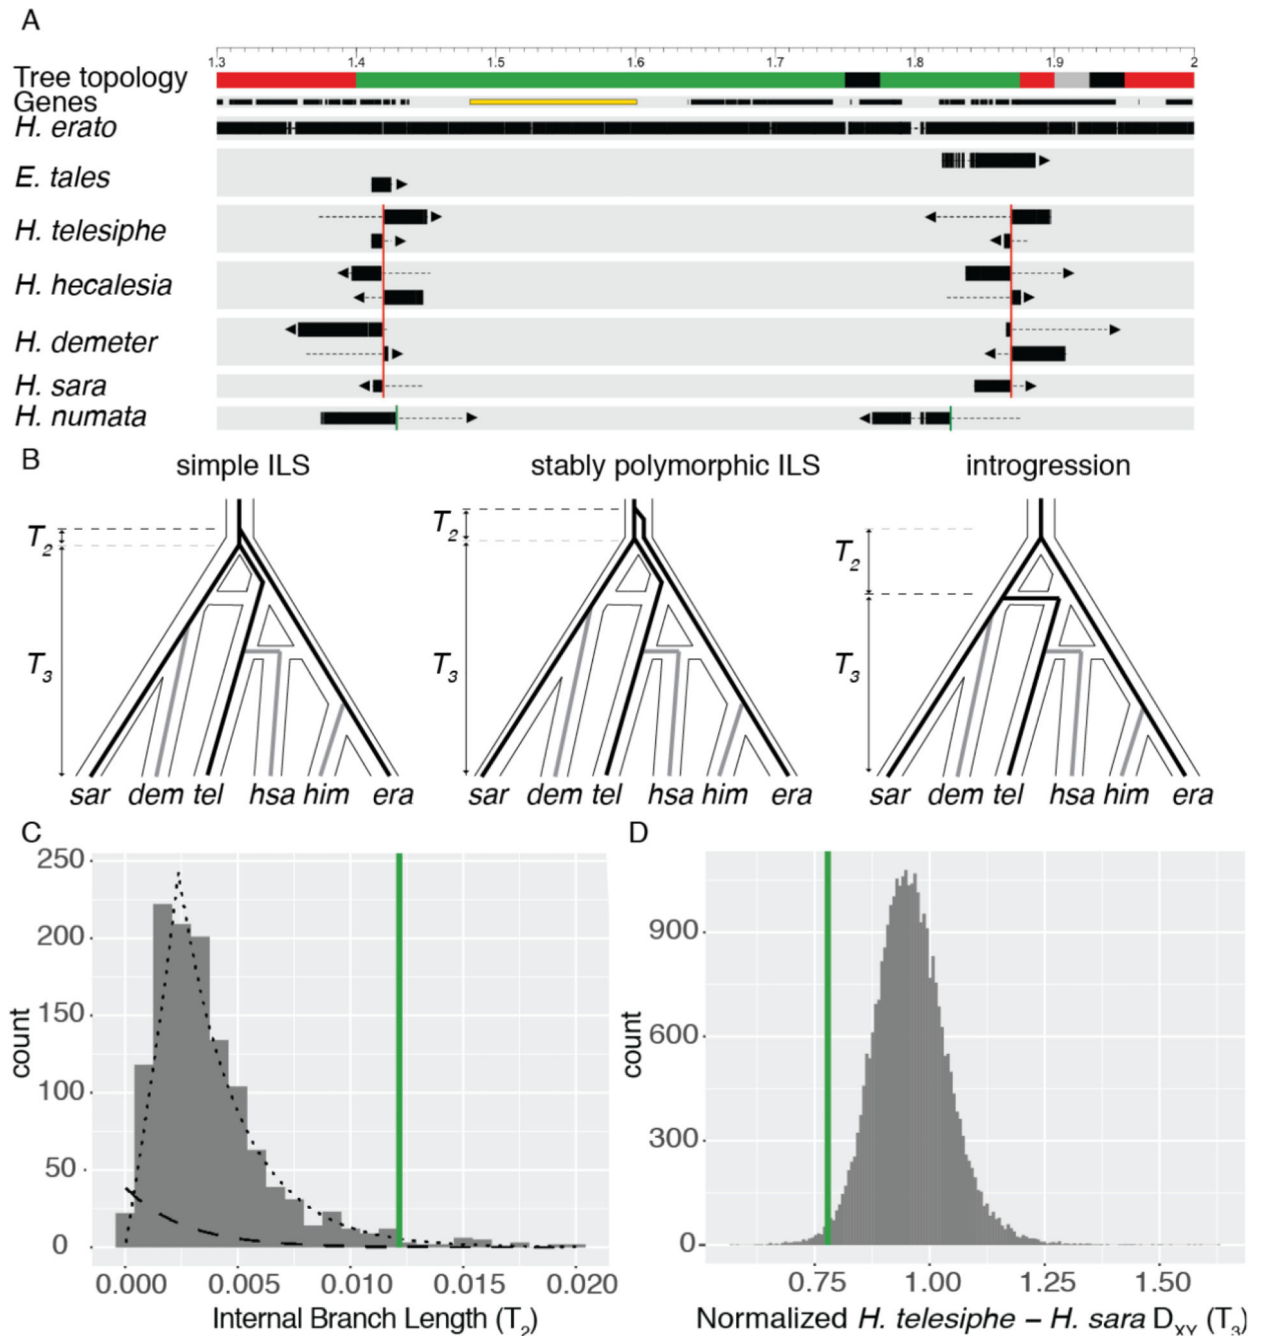 A
1.3 1.4 1.5 1.6 1.7 1.8 1.9 2
Tree topology
Genes
H. erato
E. tales
H. telesiphe
H. hecalesia
H. demeter
H. sara
H. numata
B
simple ILS stably polymorphic ILS introgression
T2 T2 T2
T3 T3 T3
sar dem tel hsa him era sar dem tel hsa him era sar dem tel hsa him era
C
250
200
150
100
50
0
count
0.000 0.005 0.010 0.015 0.020
Internal Branch Length (T2)
D
900
600
300
0
count
0.75 1.00 1.25 1.50
Normalized H. telesiphe – H. sara DXY (T3)